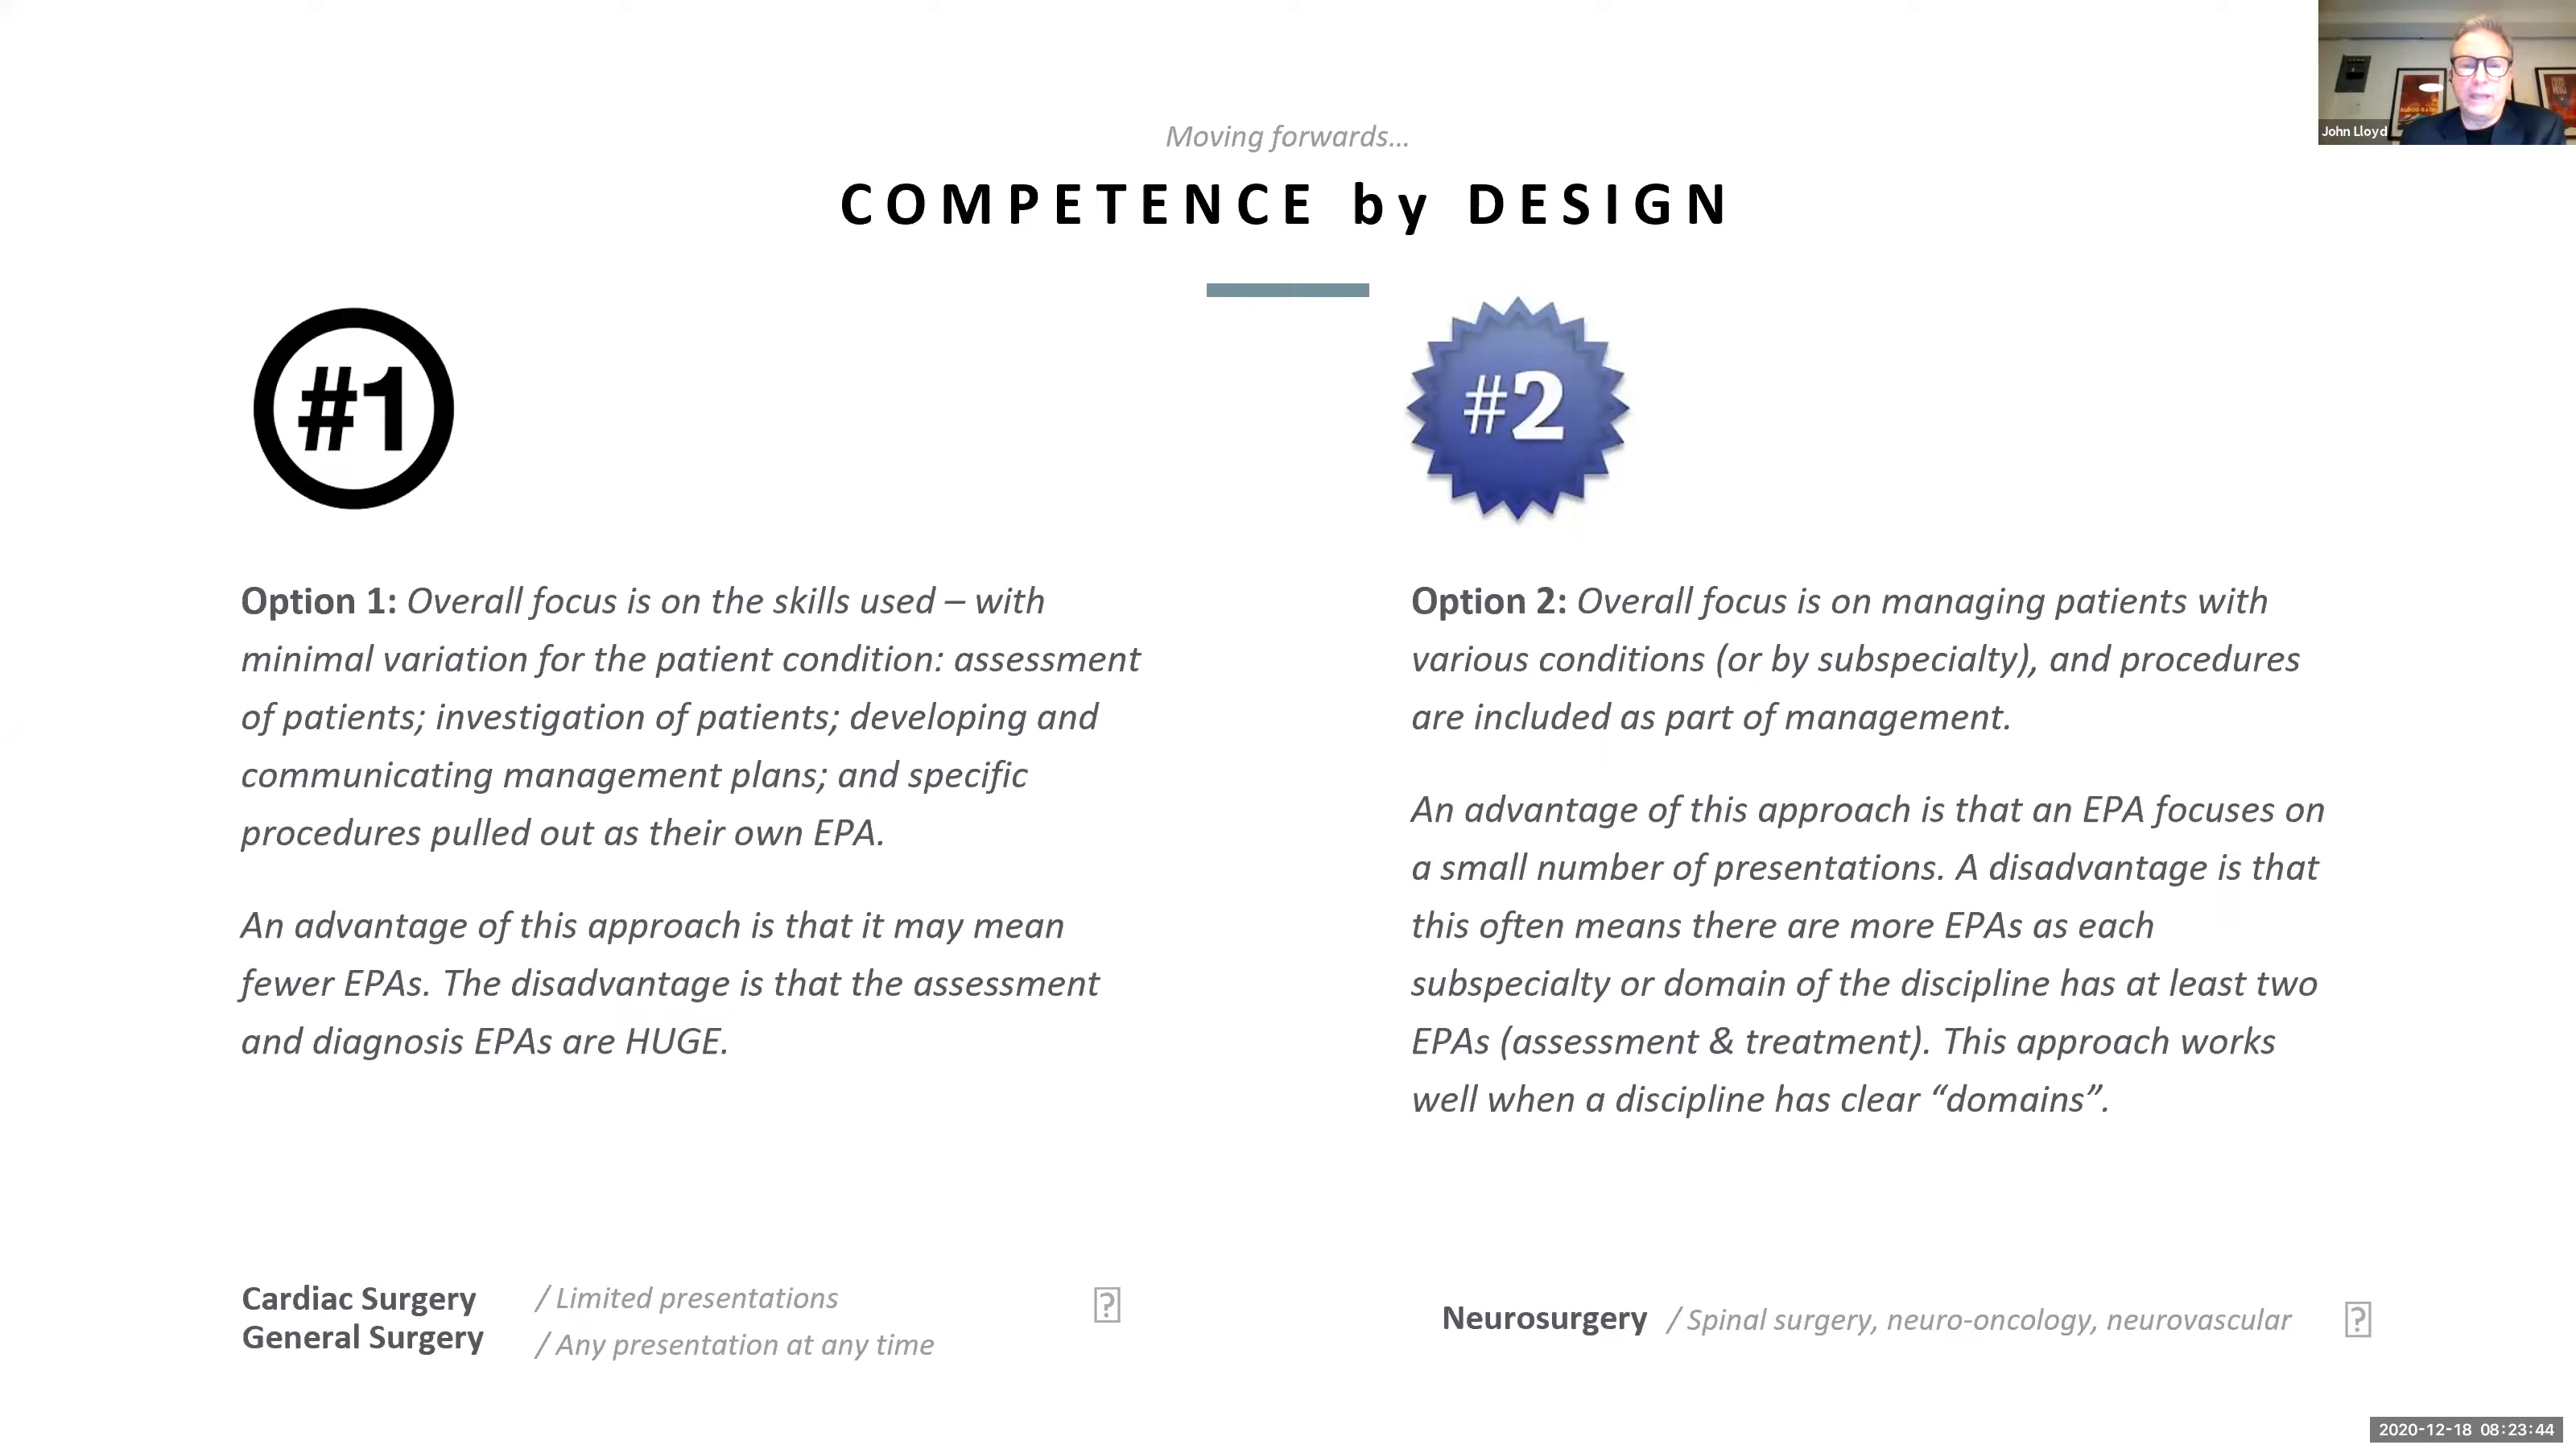 Moving forwards...
COMPETENCE by DESIGN
John Lloyd
#1
Option 1: Overall focus is on the skills used – with
minimal variation for the patient condition: assessment
of patients; investigation of patients; developing and
communicating management plans; and specific
procedures pulled out as their own EPA.
An advantage of this approach is that it may mean
fewer EPAs. The disadvantage is that the assessment
and diagnosis EPAs are HUGE.
Cardiac Surgery / Limited presentations
General Surgery / Any presentation at any time
?
#2
Option 2: Overall focus is on managing patients with
various conditions (or by subspecialty), and procedures
are included as part of management.
An advantage of this approach is that an EPA focuses on
a small number of presentations. A disadvantage is that
this often means there are more EPAs as each
subspecialty or domain of the discipline has at least two
EPAs (assessment & treatment). This approach works
well when a discipline has clear “domains”.
Neurosurgery / Spinal surgery, neuro-oncology, neurovascular
?
2020-12-18 08:23:44